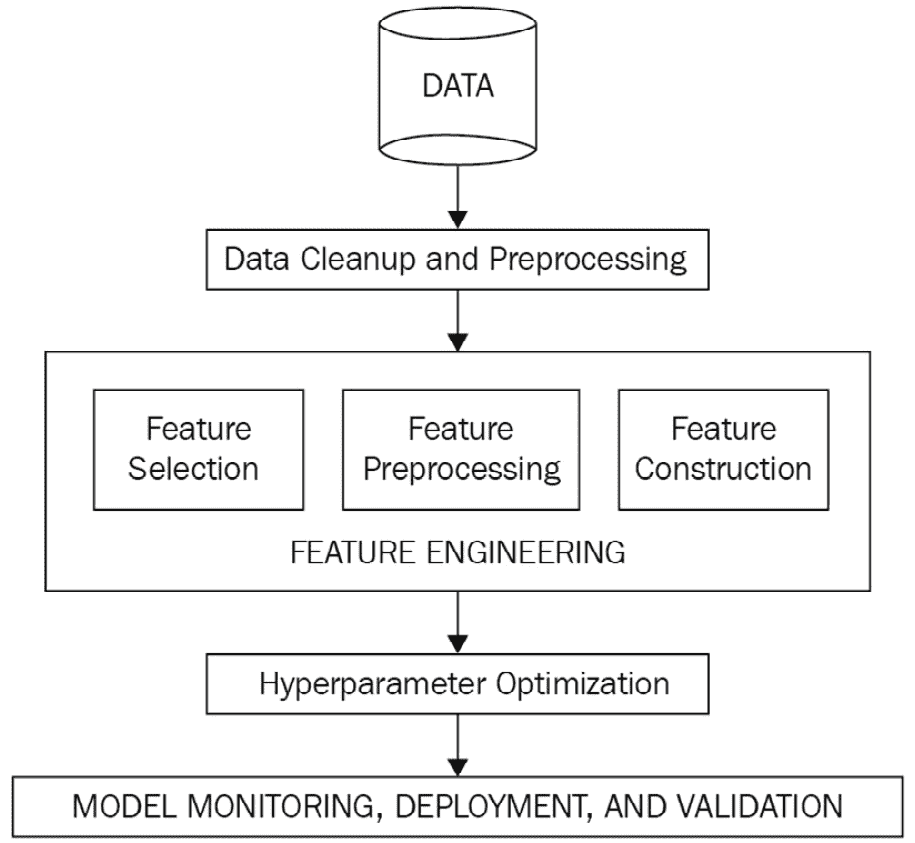 DATA
Data Cleanup and Preprocessing
Feature
Selection
Feature
Preprocessing
Feature
Construction
FEATURE ENGINEERING
Hyperparameter Optimization
MODEL MONITORING, DEPLOYMENT, AND VALIDATION